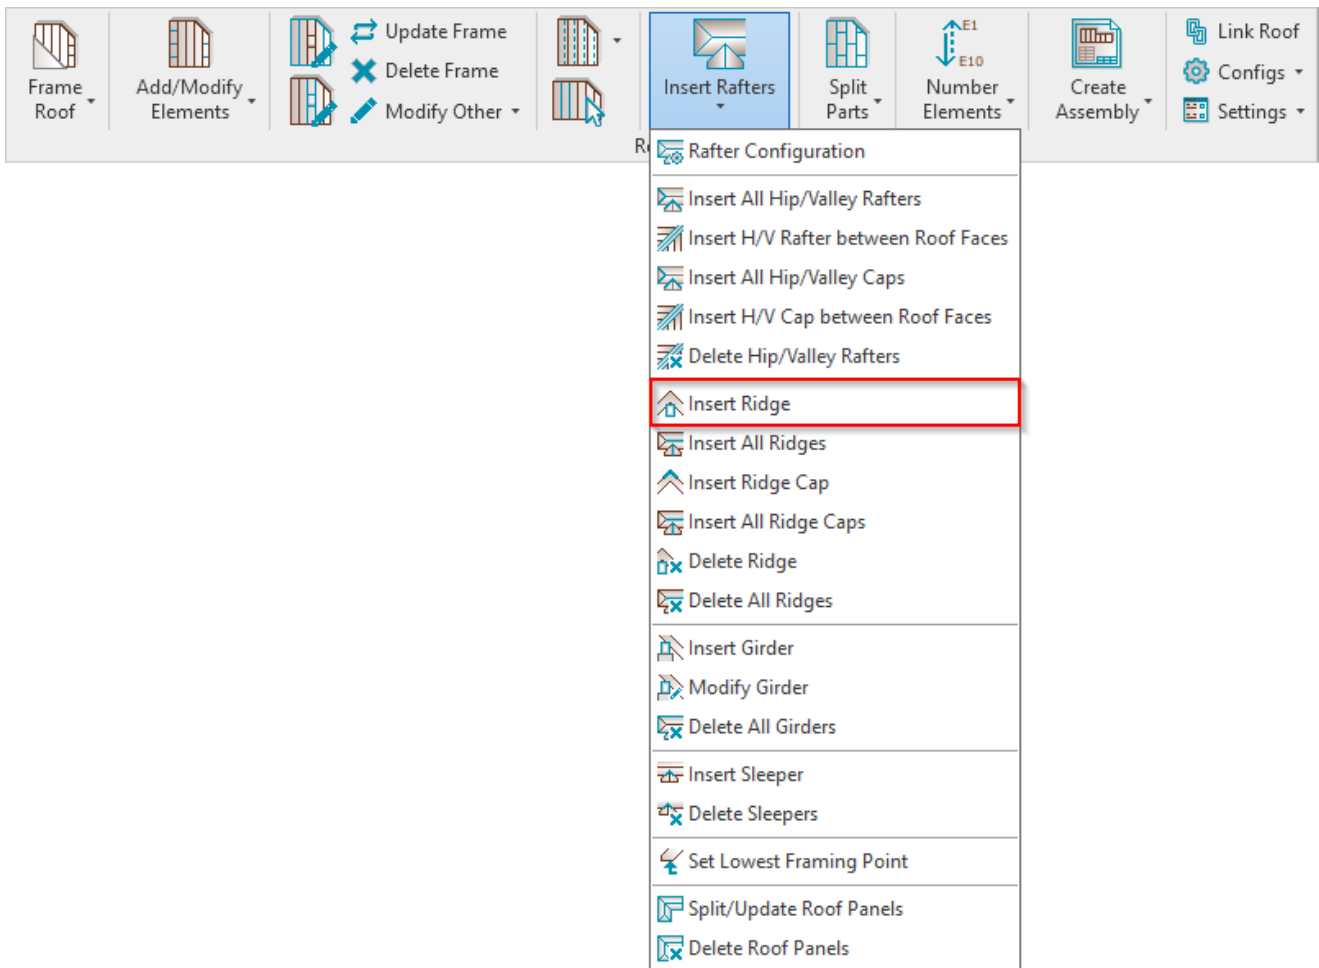 Frame
Roof
Add/Modify
Elements
Update Frame
Delete Frame
Modify Other
Insert Rafters
Split
Parts
E1
E10
Number
Elements
Create
Assembly
Link Roof
Configs
Settings
Rafter Configuration
Insert All Hip/Valley Rafters
Insert H/V Rafter between Roof Faces
Insert All Hip/Valley Caps
Insert H/V Cap between Roof Faces
Delete Hip/Valley Rafters
Insert Ridge
Insert All Ridges
Insert Ridge Cap
Insert All Ridge Caps
Delete Ridge
Delete All Ridges
Insert Girder
Modify Girder
Delete All Girders
Insert Sleeper
Delete Sleepers
Set Lowest Framing Point
Split/Update Roof Panels
Delete Roof Panels